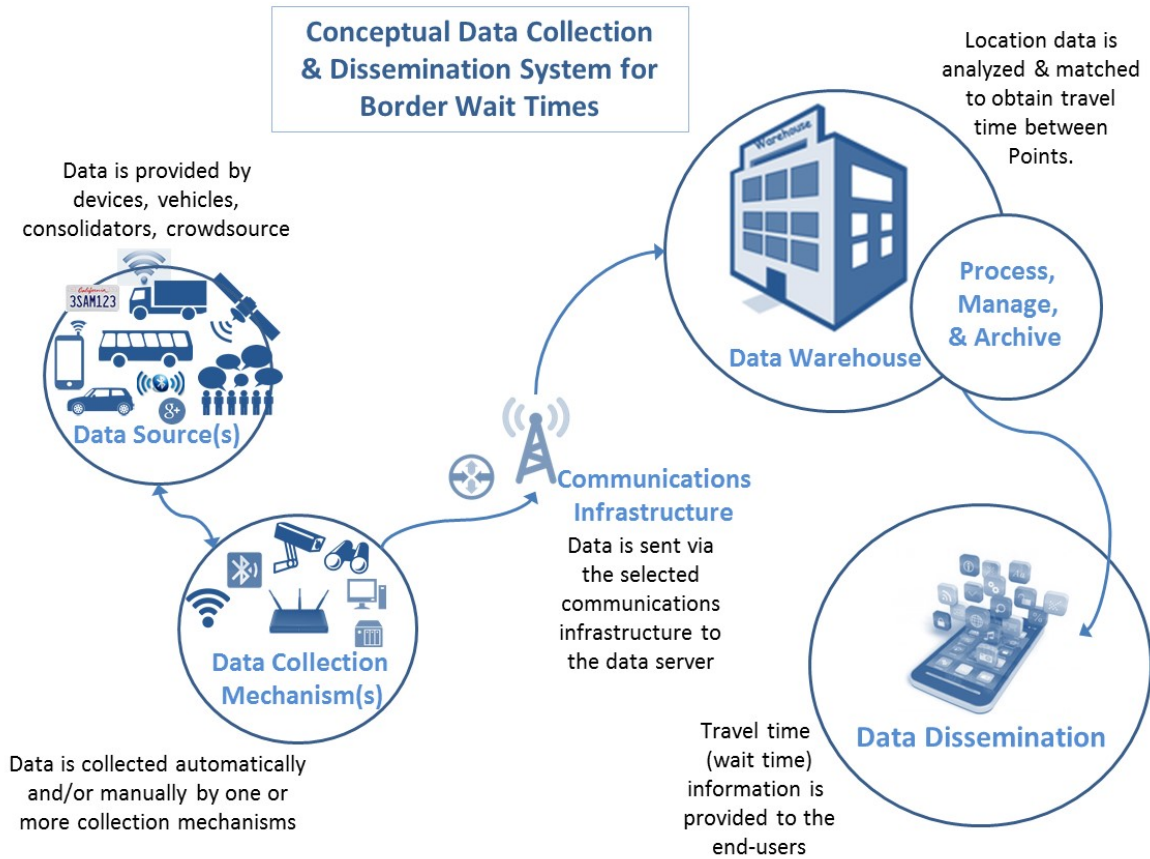 Conceptual Data Collection
& Dissemination System for
Border Wait Times
Location data is
analyzed & matched
to obtain travel
time between
Points.
Data is provided by
devices, vehicles,
consolidators, crowdsource
Warehouse
California
3SAM123
g+
Data Source(s)
Process,
Manage,
& Archive
Data Warehouse
Communications
Infrastructure
Data is sent via
the selected
communications
infrastructure to
the data server
Data Collection
Mechanism(s)
Data is collected automatically
and/or manually by one or
more collection mechanisms
Data Dissemination
Travel time
(wait time)
information is
provided to the
end-users